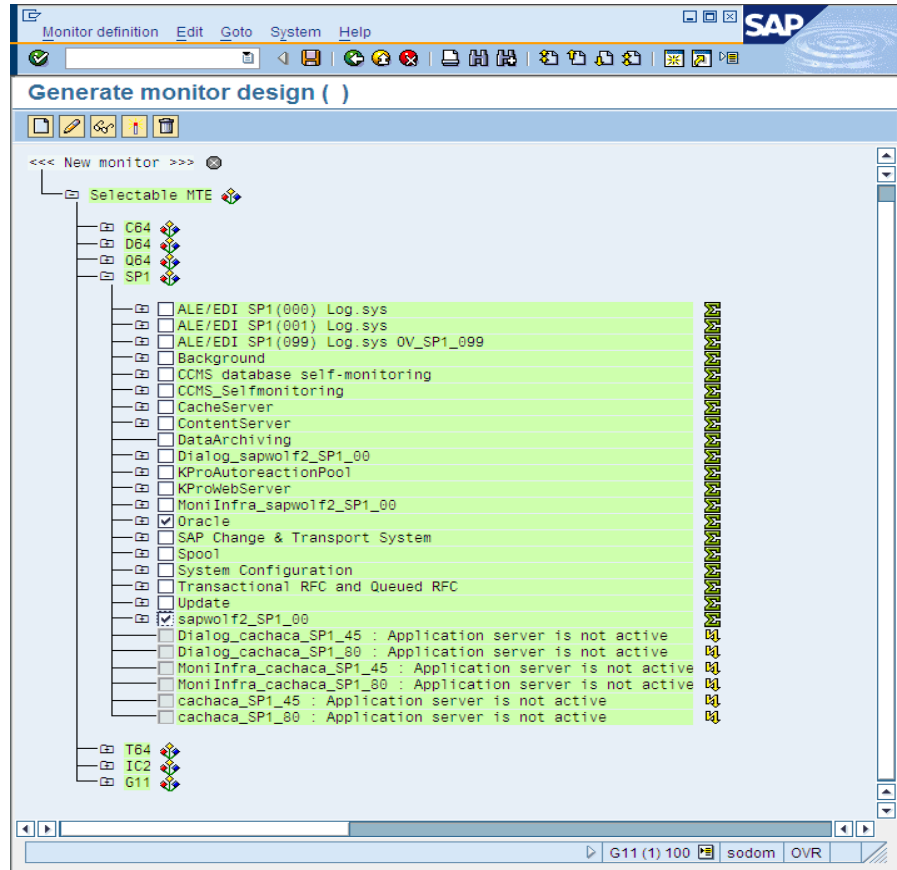 Monitor definition Edit Goto System Help
SAP
Generate monitor design ( )
<<< New monitor >>>
Selectable MTE
C64
D64
Q64
SP1
ALE/EDI SP1(000) Log.sys
ALE/EDI SP1(001) Log.sys
ALE/EDI SP1(099) Log.sys OV_SP1_099
Background
CCMS database self-monitoring
CCMS_Selfmonitoring
CacheServer
ContentServer
DataArchiving
Dialog_sapwolf2_SP1_00
KProAutoreactionPool
KProWebServer
MoniInfra_sapwolf2_SP1_00
Oracle
SAP Change & Transport System
Spool
System Configuration
Transactional RFC and Queued RFC
Update
sapwolf2_SP1_00
Dialog_cachaca_SP1_45 : Application server is not active
Dialog_cachaca_SP1_80 : Application server is not active
MoniInfra_cachaca_SP1_45 : Application server is not active
MoniInfra_cachaca_SP1_80 : Application server is not active
cachaca_SP1_45 : Application server is not active
cachaca_SP1_80 : Application server is not active
T64
IC2
G11
G11 (1) 100 sodom OVR